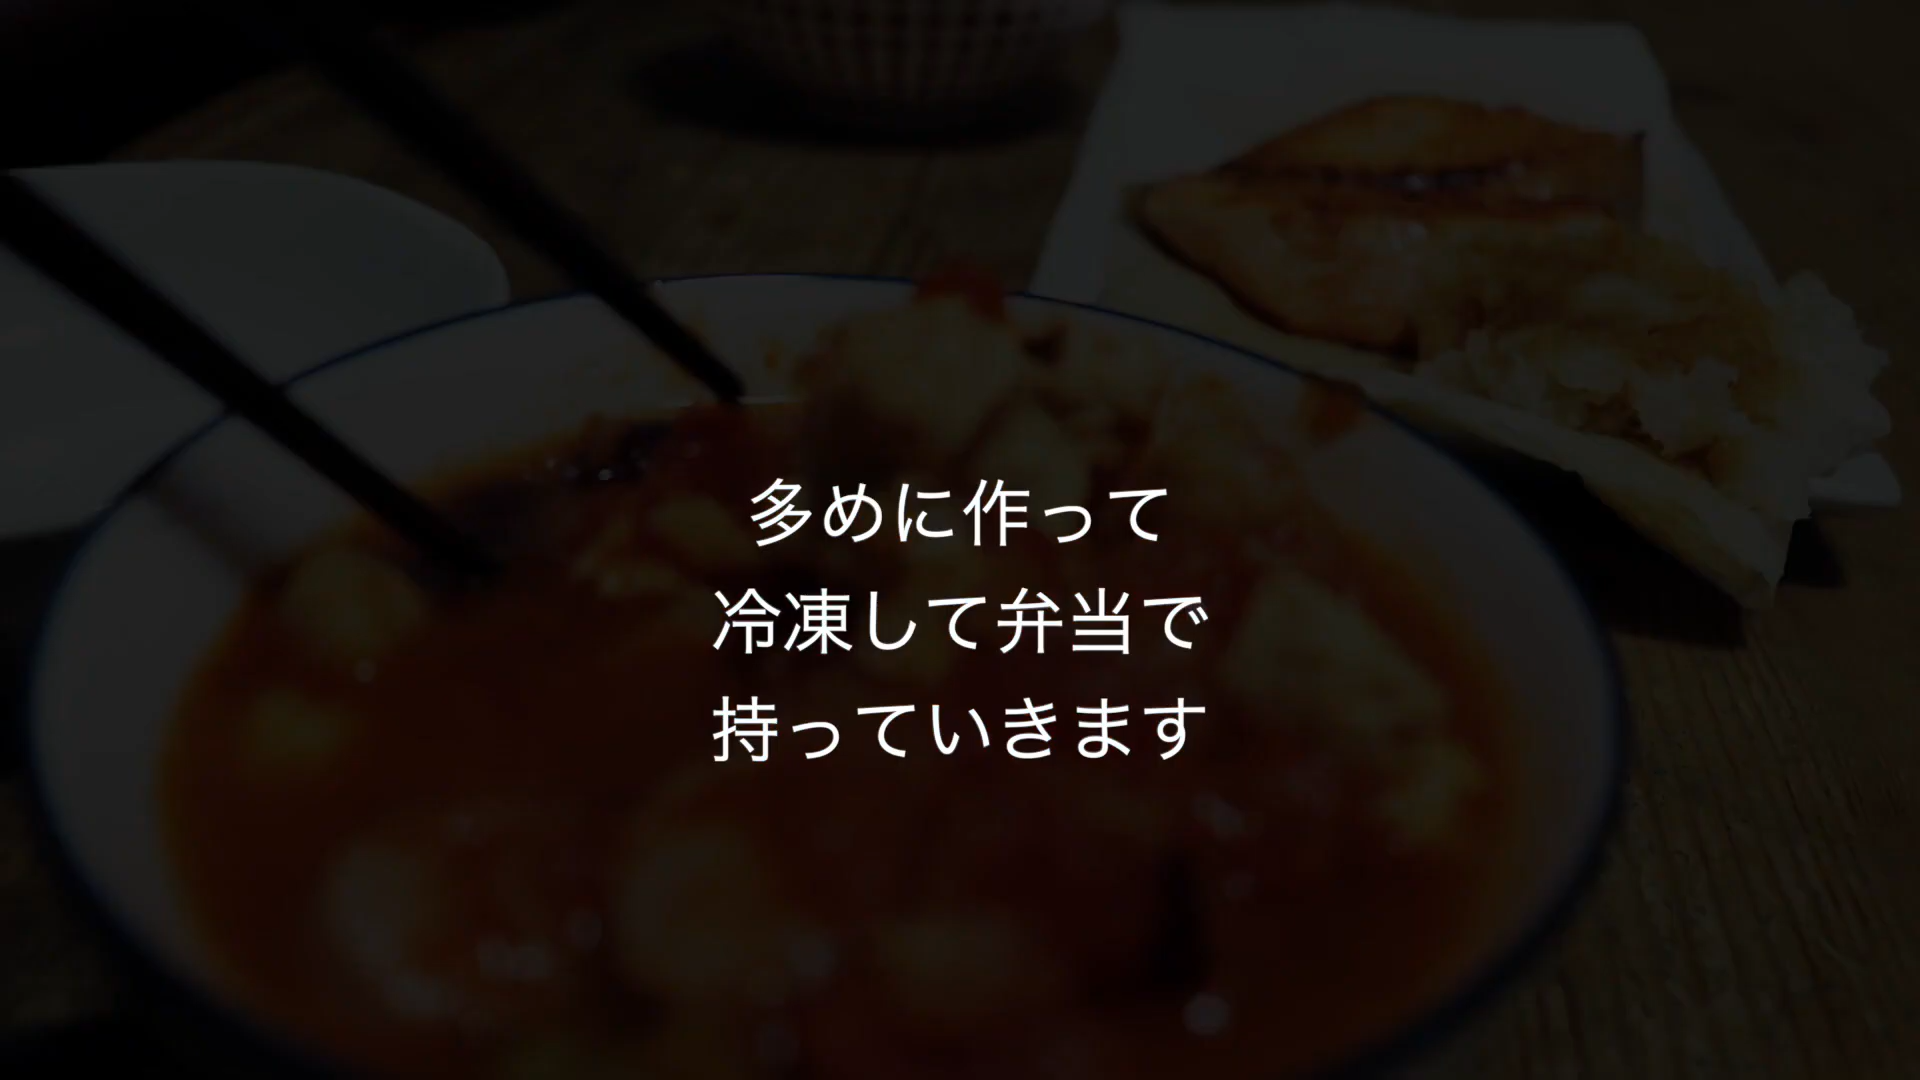 多めに作って
冷凍して弁当で
持っていきます